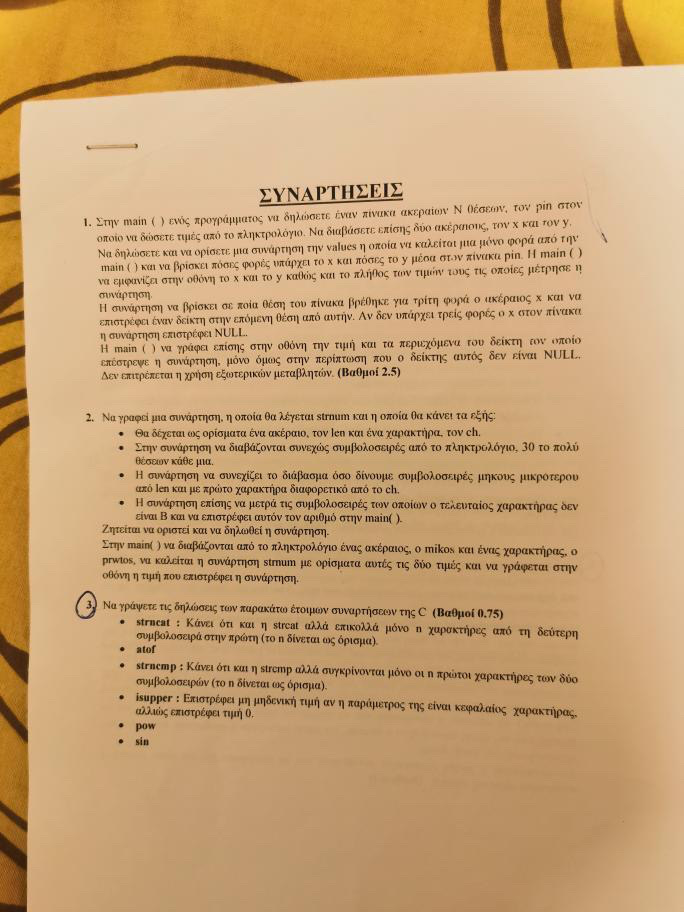 ΣΥΝΑΡΤΗΣΕΙΣ
1. Στην main ( ) ενός προγράμματος να δηλώσετε έναν πίνακα ακεραίων Ν θέσεων, τον pin στον
οποίο να δώσετε τιμές από το πληκτρολόγιο. Να διαβάσετε επίσης δύο ακέραιους, τον x και τον y.
Να δηλώσετε και να ορίσετε μια συνάρτηση την values η οποία να καλείται μια μόνο φορά από την
main ( ) και να βρίσκει πόσες φορές υπάρχει το x και πόσες το y μέσα στον πίνακα pin. Η main ( )
να εμφανίζει στην οθόνη το x και το y καθώς και το πλήθος των τιμών τους τις οποίες μέτρησε η
συνάρτηση.
Η συνάρτηση να βρίσκει σε ποία θέση του πίνακα βρέθηκε για τρίτη φορά ο ακέραιος x και να
επιστρέφει έναν δείκτη στην επόμενη θέση από αυτήν. Αν δεν υπάρχει τρείς φορές ο x στον πίνακα
η συνάρτηση επιστρέφει NULL.
Η main ( ) να γράφει επίσης στην οθόνη την τιμή και τα περιεχόμενα του δείκτη τον οποίο
επέστρεψε η συνάρτηση, μόνο όμως στην περίπτωση που ο δείκτης αυτός δεν είναι NULL.
Δεν επιτρέπεται η χρήση εξωτερικών μεταβλητών. (Βαθμοί 2.5)
2. Να γραφεί μια συνάρτηση, η οποία θα λέγεται strnum και η οποία θα κάνει τα εξής:
• Θα δέχεται ως ορίσματα ένα ακέραιο, τον len και ένα χαρακτήρα, τον ch.
• Στην συνάρτηση να διαβάζονται συνεχώς συμβολοσειρές από το πληκτρολόγιο, 30 το πολύ
θέσεων κάθε μια.
• Η συνάρτηση να συνεχίζει το διάβασμα όσο δίνουμε συμβολοσειρές μηκους μικροτερου
από len και με πρώτο χαρακτήρα διαφορετικό από το ch.
• Η συνάρτηση επίσης να μετρά τις συμβολοσειρές των οποίων ο τελευταίος χαρακτήρας δεν
είναι Β και να επιστρέφει αυτόν τον αριθμό στην main( ).
Ζητείται να οριστεί και να δηλωθεί η συνάρτηση.
Στην main( ) να διαβάζονται από το πληκτρολόγιο ένας ακέραιος, ο mikos και ένας χαρακτήρας, ο
prwtos, να καλείται η συνάρτηση strnum με ορίσματα αυτές τις δύο τιμές και να γράφεται στην
οθόνη η τιμή που επιστρέφει η συνάρτηση.
3. Να γράψετε τις δηλώσεις των παρακάτω έτοιμων συναρτήσεων της C (Βαθμοί 0.75)
• strncat : Κάνει ότι και η strcat αλλά επικολλά μόνο n χαρακτήρες από τη δεύτερη
συμβολοσειρά στην πρώτη (το n δίνεται ως όρισμα).
• atof
• strncmp : Κάνει ότι και η strcmp αλλά συγκρίνονται μόνο οι n πρώτοι χαρακτήρες των δύο
συμβολοσειρών (το n δίνεται ως όρισμα).
• isupper : Επιστρέφει μη μηδενική τιμή αν η παράμετρος της είναι κεφαλαίος χαρακτήρας,
αλλιώς επιστρέφει τιμή 0.
• pow
• sin